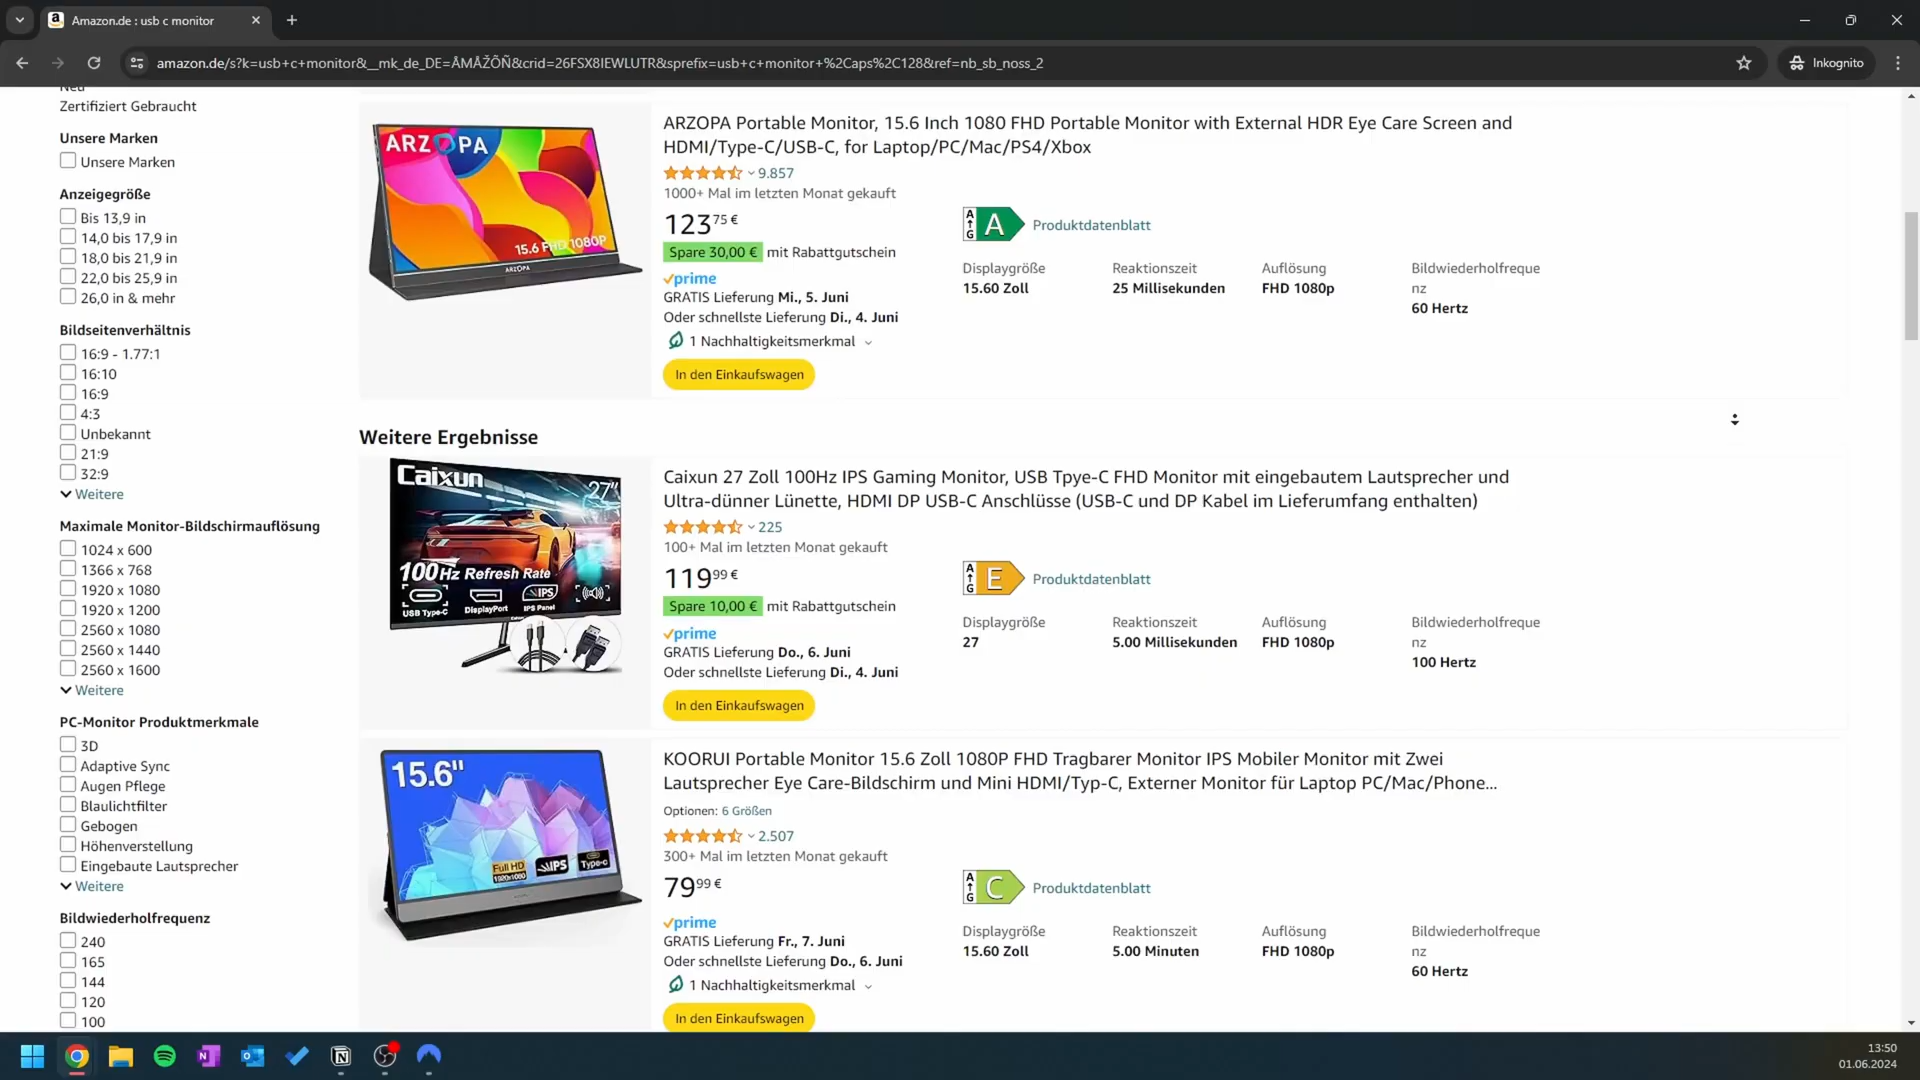 Amazon.de : usb c monitor
amazon.de/s?k=usb+c+monitor&__mk_de_DE=ÅMÅŽÕÑ&crid=26FSX8IEWLUTR&sprefix=usb+c+monitor+%2Caps%2C128&ref=nb_sb_noss_2
Inkognito
Neu
Zertifiziert Gebraucht
Unsere Marken
Unsere Marken
Anzeigegröße
Bis 13,9 in
14,0 bis 17,9 in
18,0 bis 21,9 in
22,0 bis 25,9 in
26,0 in & mehr
Bildseitenverhältnis
16:9 - 1.77:1
16:10
16:9
4:3
Unbekannt
21:9
32:9
Weitere
Maximale Monitor-Bildschirmauflösung
1024 x 600
1366 x 768
1920 x 1080
1920 x 1200
2560 x 1080
2560 x 1440
2560 x 1600
Weitere
PC-Monitor Produktmerkmale
3D
Adaptive Sync
Augen Pflege
Blaulichtfilter
Gebogen
Höhenverstellung
Eingebaute Lautsprecher
Weitere
Bildwiederholfrequenz
240
165
144
120
100
ARZOPA
15.6 FHD 1080P
ARZOPA
ARZOPA Portable Monitor, 15.6 Inch 1080 FHD Portable Monitor with External HDR Eye Care Screen and
HDMI/Type-C/USB-C, for Laptop/PC/Mac/PS4/Xbox
9.857
1000+ Mal im letzten Monat gekauft
123 75 €
Spare 30,00 € mit Rabattgutschein
prime
GRATIS Lieferung Mi., 5. Juni
Oder schnellste Lieferung Di., 4. Juni
1 Nachhaltigkeitsmerkmal
In den Einkaufswagen
A G A Produktdatenblatt
Displaygröße
15.60 Zoll
Reaktionszeit
25 Millisekunden
Auflösung
FHD 1080p
Bildwiederholfreque
nz
60 Hertz
Weitere Ergebnisse
Caixun
27"
100Hz Refresh Rate
USB Type-C DisplayPort IPS IPS Panel
Caixun 27 Zoll 100Hz IPS Gaming Monitor, USB Tpye-C FHD Monitor mit eingebautem Lautsprecher und
Ultra-dünner Lünette, HDMI DP USB-C Anschlüsse (USB-C und DP Kabel im Lieferumfang enthalten)
225
100+ Mal im letzten Monat gekauft
119 99 €
Spare 10,00 € mit Rabattgutschein
prime
GRATIS Lieferung Do., 6. Juni
Oder schnellste Lieferung Di., 4. Juni
In den Einkaufswagen
A G E Produktdatenblatt
Displaygröße
27
Reaktionszeit
5.00 Millisekunden
Auflösung
FHD 1080p
Bildwiederholfreque
nz
100 Hertz
15.6"
Full HD 1920x1080 IPS Type-c
KOORUI Portable Monitor 15.6 Zoll 1080P FHD Tragbarer Monitor IPS Mobiler Monitor mit Zwei
Lautsprecher Eye Care-Bildschirm und Mini HDMI/Typ-C, Externer Monitor für Laptop PC/Mac/Phone...
Optionen: 6 Größen
2.507
300+ Mal im letzten Monat gekauft
79 99 €
prime
GRATIS Lieferung Fr., 7. Juni
Oder schnellste Lieferung Do., 6. Juni
1 Nachhaltigkeitsmerkmal
In den Einkaufswagen
A G C Produktdatenblatt
Displaygröße
15.60 Zoll
Reaktionszeit
5.00 Minuten
Auflösung
FHD 1080p
Bildwiederholfreque
nz
60 Hertz
13:50
01.06.2024